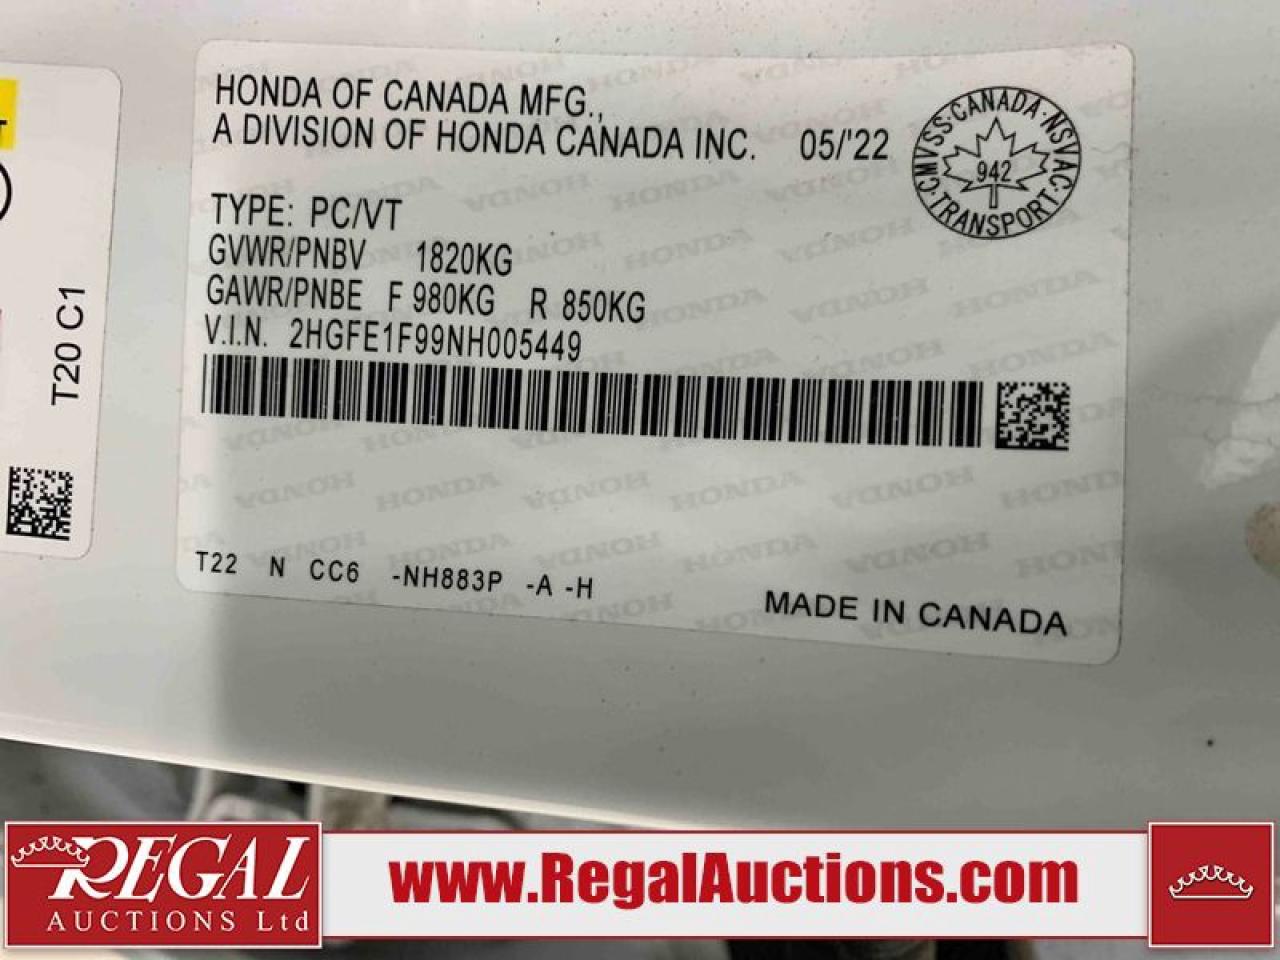 HONDA OF CANADA MFG.,
A DIVISION OF HONDA CANADA INC. 05/'22
CMVSS·CANADA·NSVAC·TRANSPORT·
942
TYPE: PC/VT
GVWR/PNBV 1820KG
GAWR/PNBE F 980KG R 850KG
V.I.N. 2HGFE1F99NH005449
T22 N CC6 -NH883P -A -H
MADE IN CANADA
T20 C1
REGAL
AUCTIONS Ltd
www.RegalAuctions.com